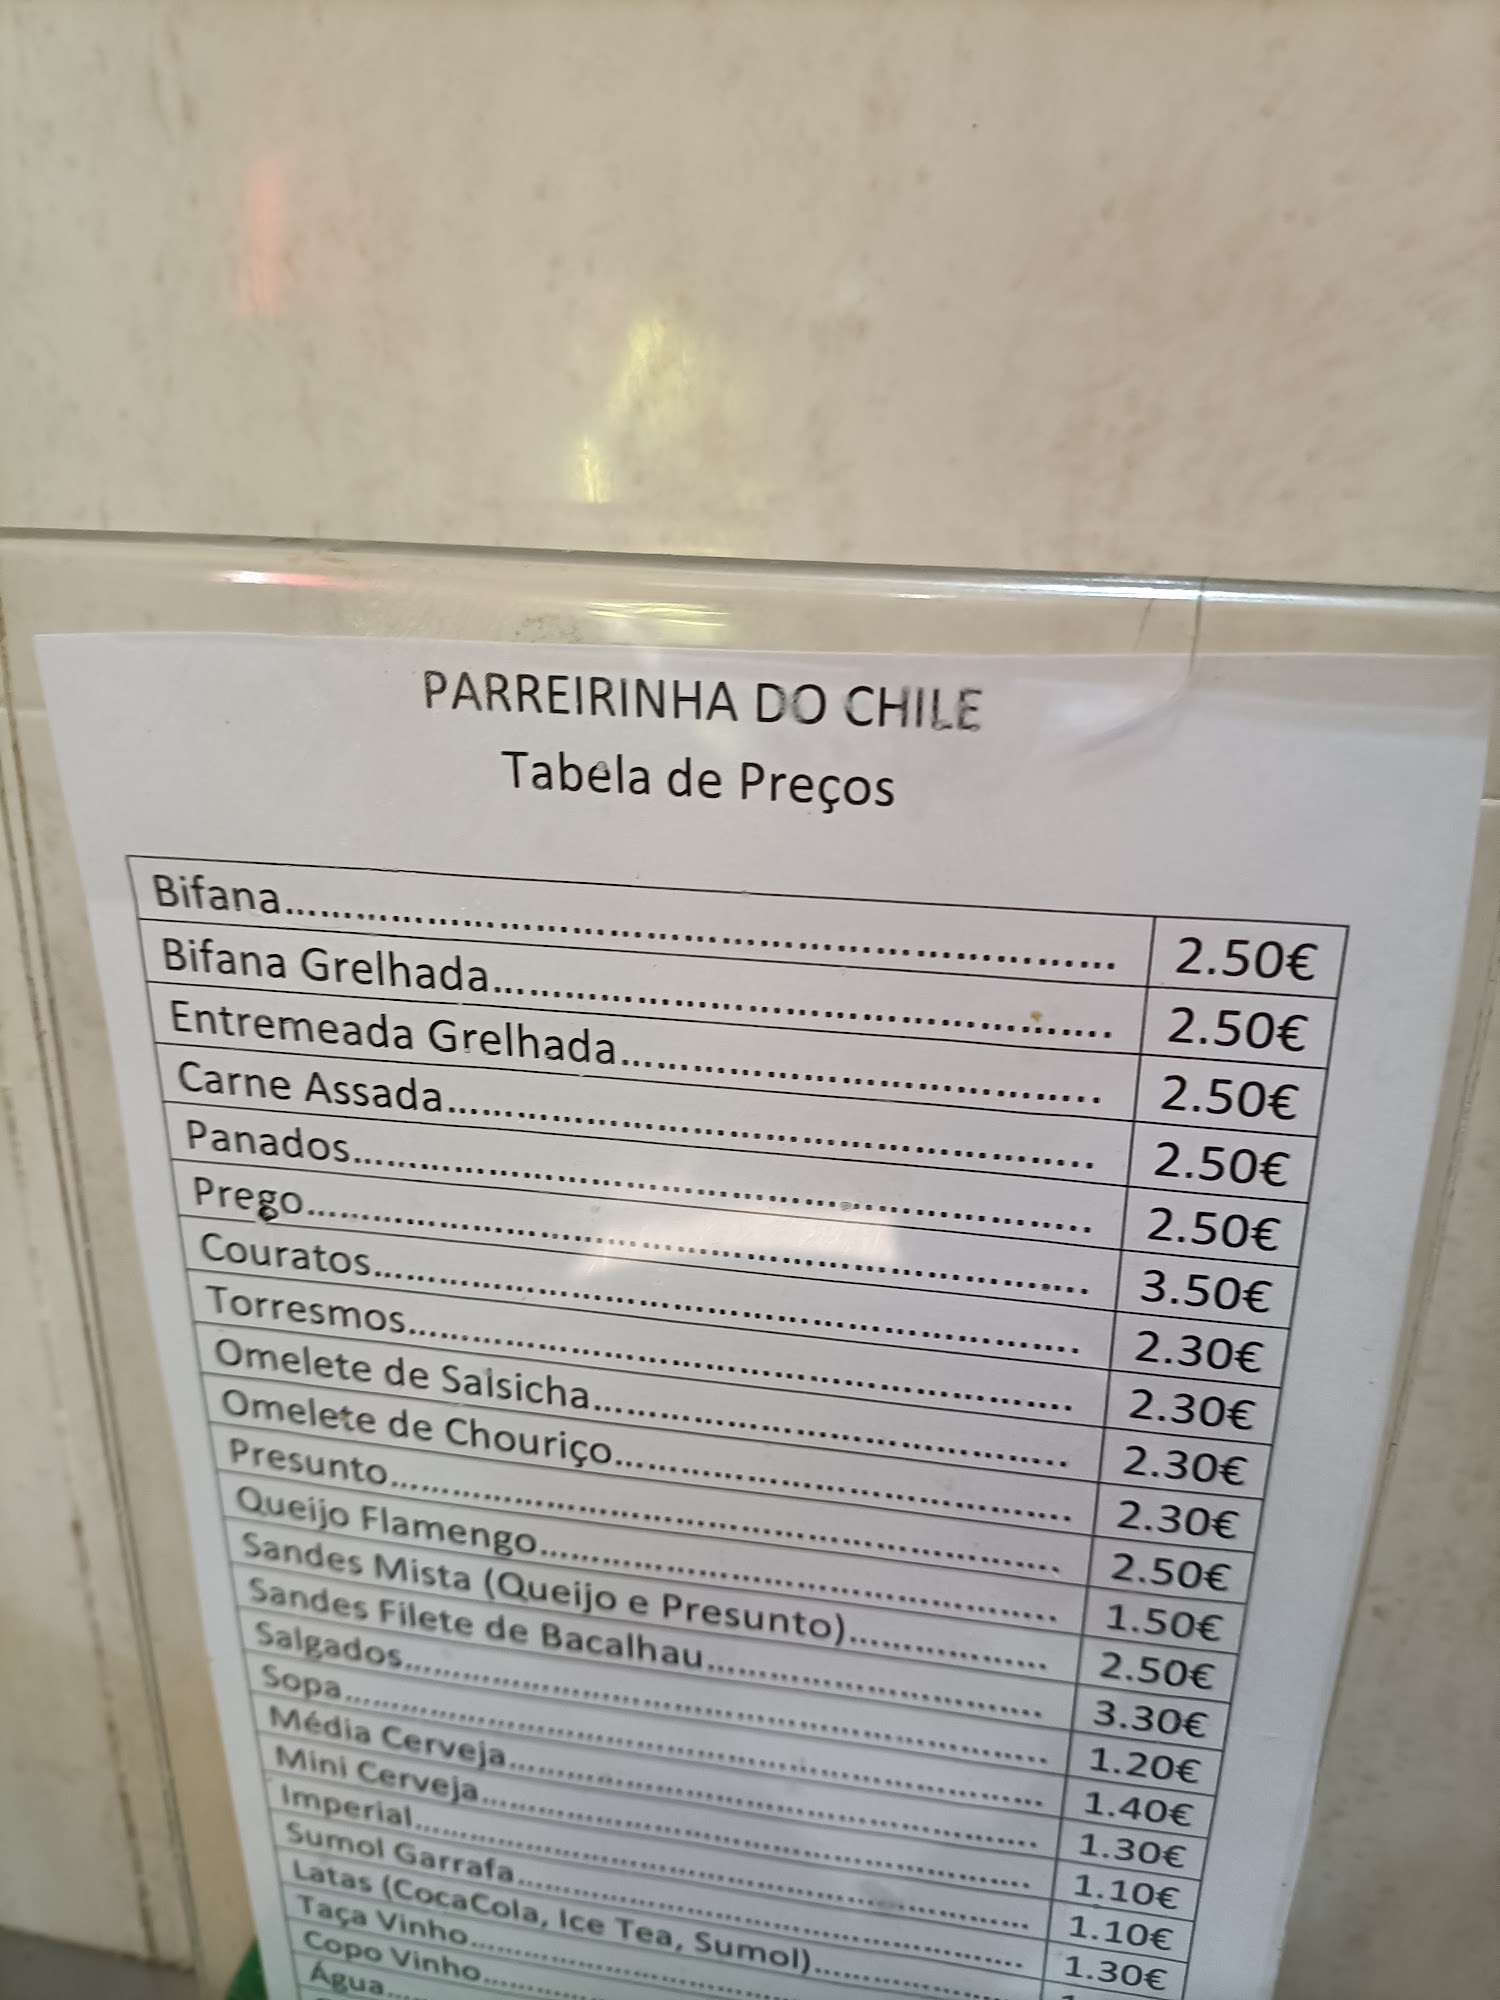 PARREIRINHA DO CHILE
Tabela de Preços
Bifana 2.50€
Bifana Grelhada 2.50€
Entremeada Grelhada 2.50€
Carne Assada 2.50€
Panados 2.50€
Prego 3.50€
Couratos 2.30€
Torresmos 2.30€
Omelete de Salsicha 2.30€
Omelete de Chouriço 2.30€
Presunto 2.50€
Queijo Flamengo 1.50€
Sandes Mista (Queijo e Presunto) 2.50€
Sandes Filete de Bacalhau 3.30€
Salgados 1.20€
Sopa 1.40€
Média Cerveja 1.30€
Mini Cerveja 1.10€
Imperial 1.10€
Sumol Garrafa 1.30€
Latas (CocaCola, Ice Tea, Sumol)
Taça Vinho
Copo Vinho
Água